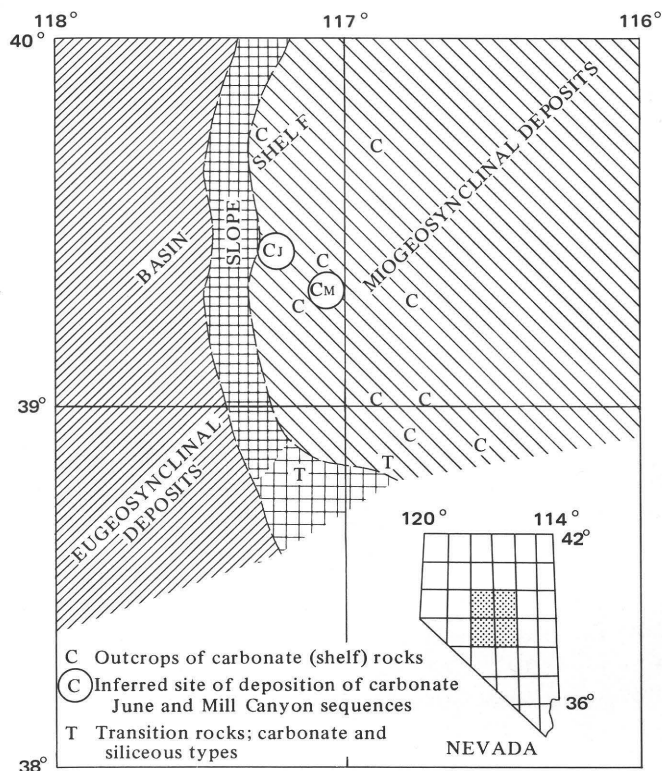 118° 117° 116°
40°
C
SHELF
C
MIOGEOSYNCLINAL DEPOSITS
BASIN
SLOPE
CJ
C
CM
C
C
39°
C C
C
C
T
T
EUGEOSYNCLINAL
DEPOSITS
120° 114°
42°
36°
NEVADA
C Outcrops of carbonate (shelf) rocks
C Inferred site of deposition of carbonate
June and Mill Canyon sequences
T Transition rocks; carbonate and
siliceous types
38°